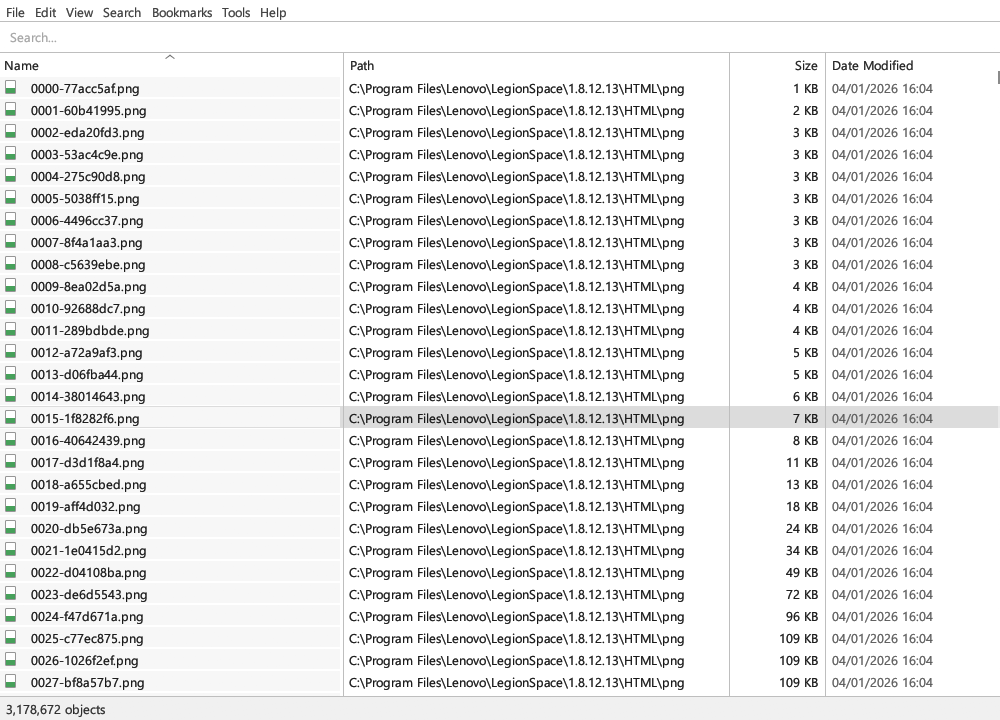 File Edit View Search Bookmarks Tools Help
Search...
Name Path Size Date Modified
0000-77acc5af.png C:\Program Files\Lenovo\LegionSpace\1.8.12.13\HTML\png 1 KB 04/01/2026 16:04
0001-60b41995.png C:\Program Files\Lenovo\LegionSpace\1.8.12.13\HTML\png 2 KB 04/01/2026 16:04
0002-eda20fd3.png C:\Program Files\Lenovo\LegionSpace\1.8.12.13\HTML\png 3 KB 04/01/2026 16:04
0003-53ac4c9e.png C:\Program Files\Lenovo\LegionSpace\1.8.12.13\HTML\png 3 KB 04/01/2026 16:04
0004-275c90d8.png C:\Program Files\Lenovo\LegionSpace\1.8.12.13\HTML\png 3 KB 04/01/2026 16:04
0005-5038ff15.png C:\Program Files\Lenovo\LegionSpace\1.8.12.13\HTML\png 3 KB 04/01/2026 16:04
0006-4496cc37.png C:\Program Files\Lenovo\LegionSpace\1.8.12.13\HTML\png 3 KB 04/01/2026 16:04
0007-8f4a1aa3.png C:\Program Files\Lenovo\LegionSpace\1.8.12.13\HTML\png 3 KB 04/01/2026 16:04
0008-c5639ebe.png C:\Program Files\Lenovo\LegionSpace\1.8.12.13\HTML\png 3 KB 04/01/2026 16:04
0009-8ea02d5a.png C:\Program Files\Lenovo\LegionSpace\1.8.12.13\HTML\png 4 KB 04/01/2026 16:04
0010-92688dc7.png C:\Program Files\Lenovo\LegionSpace\1.8.12.13\HTML\png 4 KB 04/01/2026 16:04
0011-289bdbde.png C:\Program Files\Lenovo\LegionSpace\1.8.12.13\HTML\png 4 KB 04/01/2026 16:04
0012-a72a9af3.png C:\Program Files\Lenovo\LegionSpace\1.8.12.13\HTML\png 5 KB 04/01/2026 16:04
0013-d06fba44.png C:\Program Files\Lenovo\LegionSpace\1.8.12.13\HTML\png 5 KB 04/01/2026 16:04
0014-38014643.png C:\Program Files\Lenovo\LegionSpace\1.8.12.13\HTML\png 6 KB 04/01/2026 16:04
0015-1f8282f6.png C:\Program Files\Lenovo\LegionSpace\1.8.12.13\HTML\png 7 KB 04/01/2026 16:04
0016-40642439.png C:\Program Files\Lenovo\LegionSpace\1.8.12.13\HTML\png 8 KB 04/01/2026 16:04
0017-d3d1f8a4.png C:\Program Files\Lenovo\LegionSpace\1.8.12.13\HTML\png 11 KB 04/01/2026 16:04
0018-a655cbed.png C:\Program Files\Lenovo\LegionSpace\1.8.12.13\HTML\png 13 KB 04/01/2026 16:04
0019-aff4d032.png C:\Program Files\Lenovo\LegionSpace\1.8.12.13\HTML\png 18 KB 04/01/2026 16:04
0020-db5e673a.png C:\Program Files\Lenovo\LegionSpace\1.8.12.13\HTML\png 24 KB 04/01/2026 16:04
0021-1e0415d2.png C:\Program Files\Lenovo\LegionSpace\1.8.12.13\HTML\png 34 KB 04/01/2026 16:04
0022-d04108ba.png C:\Program Files\Lenovo\LegionSpace\1.8.12.13\HTML\png 49 KB 04/01/2026 16:04
0023-de6d5543.png C:\Program Files\Lenovo\LegionSpace\1.8.12.13\HTML\png 72 KB 04/01/2026 16:04
0024-f47d671a.png C:\Program Files\Lenovo\LegionSpace\1.8.12.13\HTML\png 96 KB 04/01/2026 16:04
0025-c77ec875.png C:\Program Files\Lenovo\LegionSpace\1.8.12.13\HTML\png 109 KB 04/01/2026 16:04
0026-1026f2ef.png C:\Program Files\Lenovo\LegionSpace\1.8.12.13\HTML\png 109 KB 04/01/2026 16:04
0027-bf8a57b7.png C:\Program Files\Lenovo\LegionSpace\1.8.12.13\HTML\png 109 KB 04/01/2026 16:04
3,178,672 objects